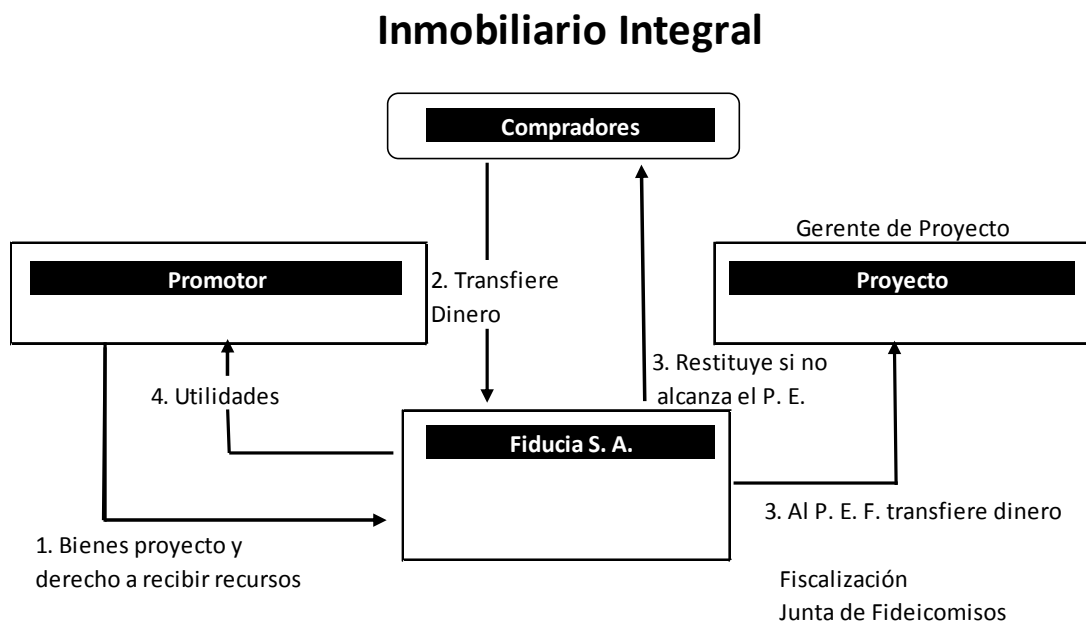 Inmobiliario Integral
Compradores
Gerente de Proyecto
Promotor
Proyecto
2. Transfiere
Dinero
4. Utilidades
3. Restituye si no
alcanza el P. E.
Fiducia S. A.
3. Al P. E. F. transfiere dinero
1. Bienes proyecto y
derecho a recibir recursos
Fiscalización
Junta de Fideicomisos